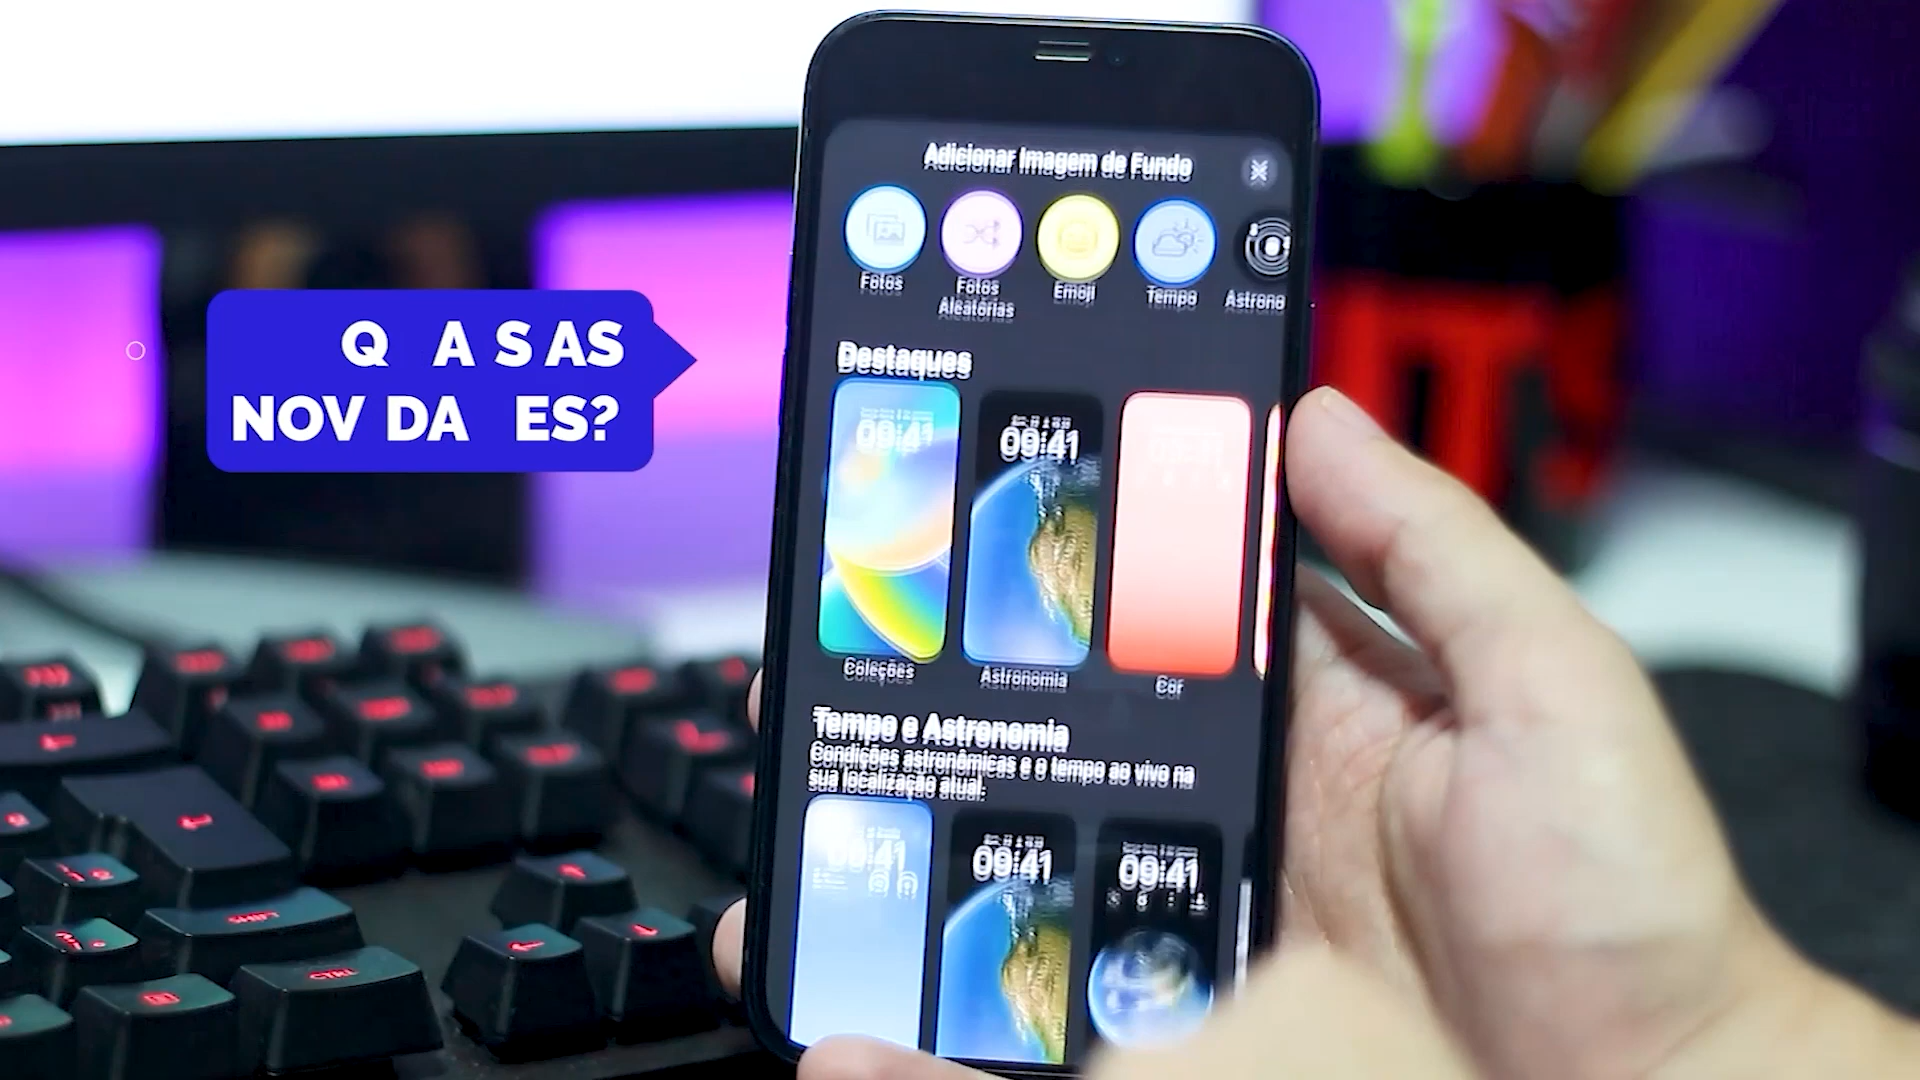 Q A S AS
NOV DA ES?
Adicionar Imagem de Fundo
Fotos
Fotos
Aleatórias
Emoji
Tempo
Astrono
Destaques
09:41
09:41
Coleções
Astronomia
Cor
Tempo e Astronomia
Condições astronômicas e o tempo ao vivo na
sua localização atual.
09:41
09:41
09:41
SHIFT
CTRL